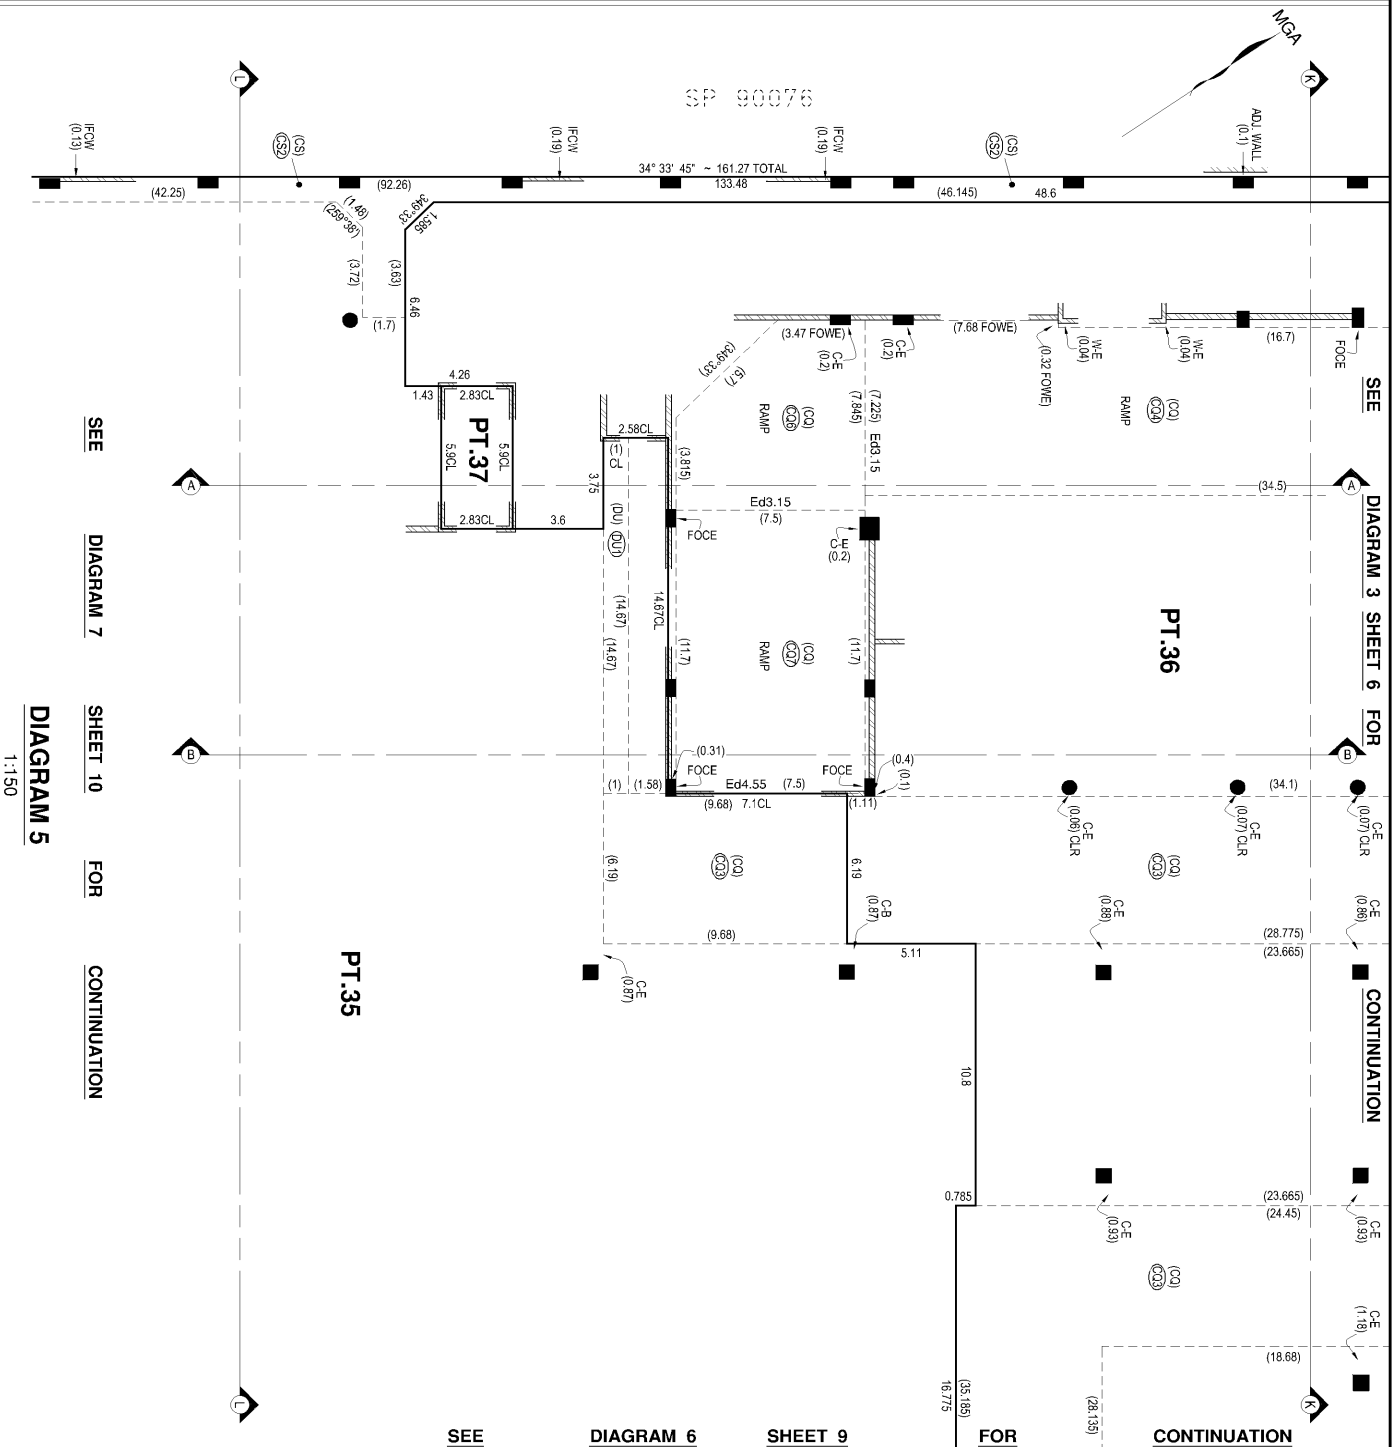 MGA
K
L
SP 90076
ADJ. WALL
(0.1)
IFCW
(0.13)
(CS)
CS2
IFCW
(0.19)
IFCW
(0.19)
(CS)
CS2
34° 33' 45" ~ 161.27 TOTAL
133.48
(42.25)
(92.26)
(46.145)
48.6
(1.48)
(259°38')
349°33'
1.585
(3.72)
(3.63)
6.46
(1.7)
(3.47 FOWE)
(7.68 FOWE)
C-E
(0.2)
C-E
(0.2)
(0.32 FOWE)
W-E
(0.04)
W-E
(0.04)
(16.7)
FOCE
(349°33')
(5.7)
4.26
1.43
2.83CL
PT.37
5.9CL
5.9CL
2.83CL
3.6
2.58CL
(1)
CL
3.75
(DU)
DU1
(CQ)
CQ6
RAMP
(7.225)
(7.845)
Ed3.15
(CQ)
CQ4
RAMP
(3.815)
Ed3.15
(7.5)
FOCE
C-E
(0.2)
(34.5)
A
A
(14.67)
(14.67)
14.67CL
(11.7)
(CQ)
CQ7
RAMP
(11.7)
PT.36
B
B
(0.31)
FOCE
FOCE
(0.4)
(0.1)
(1)
(1.58)
Ed4.55
(7.5)
(9.68)
7.1CL
(1.11)
(34.1)
C-E
(0.06) CLR
C-E
(0.07) CLR
C-E
(0.07) CLR
(6.19)
(CQ)
CQ3
6.19
(CQ)
CQ3
C-B
(0.87)
C-E
(0.88)
C-E
(0.86)
(9.68)
5.11
(28.775)
(23.665)
C-E
(0.87)
PT.35
10.8
0.785
(23.665)
(24.45)
C-E
(0.93)
C-E
(0.93)
(CQ)
CQ3
C-E
(1.18)
(18.68)
(35.185)
16.775
(28.135)
L
K
SEE DIAGRAM 3 SHEET 6 FOR CONTINUATION
SEE DIAGRAM 7 SHEET 10 FOR CONTINUATION
DIAGRAM 5
1:150
SEE DIAGRAM 6 SHEET 9 FOR CONTINUATION